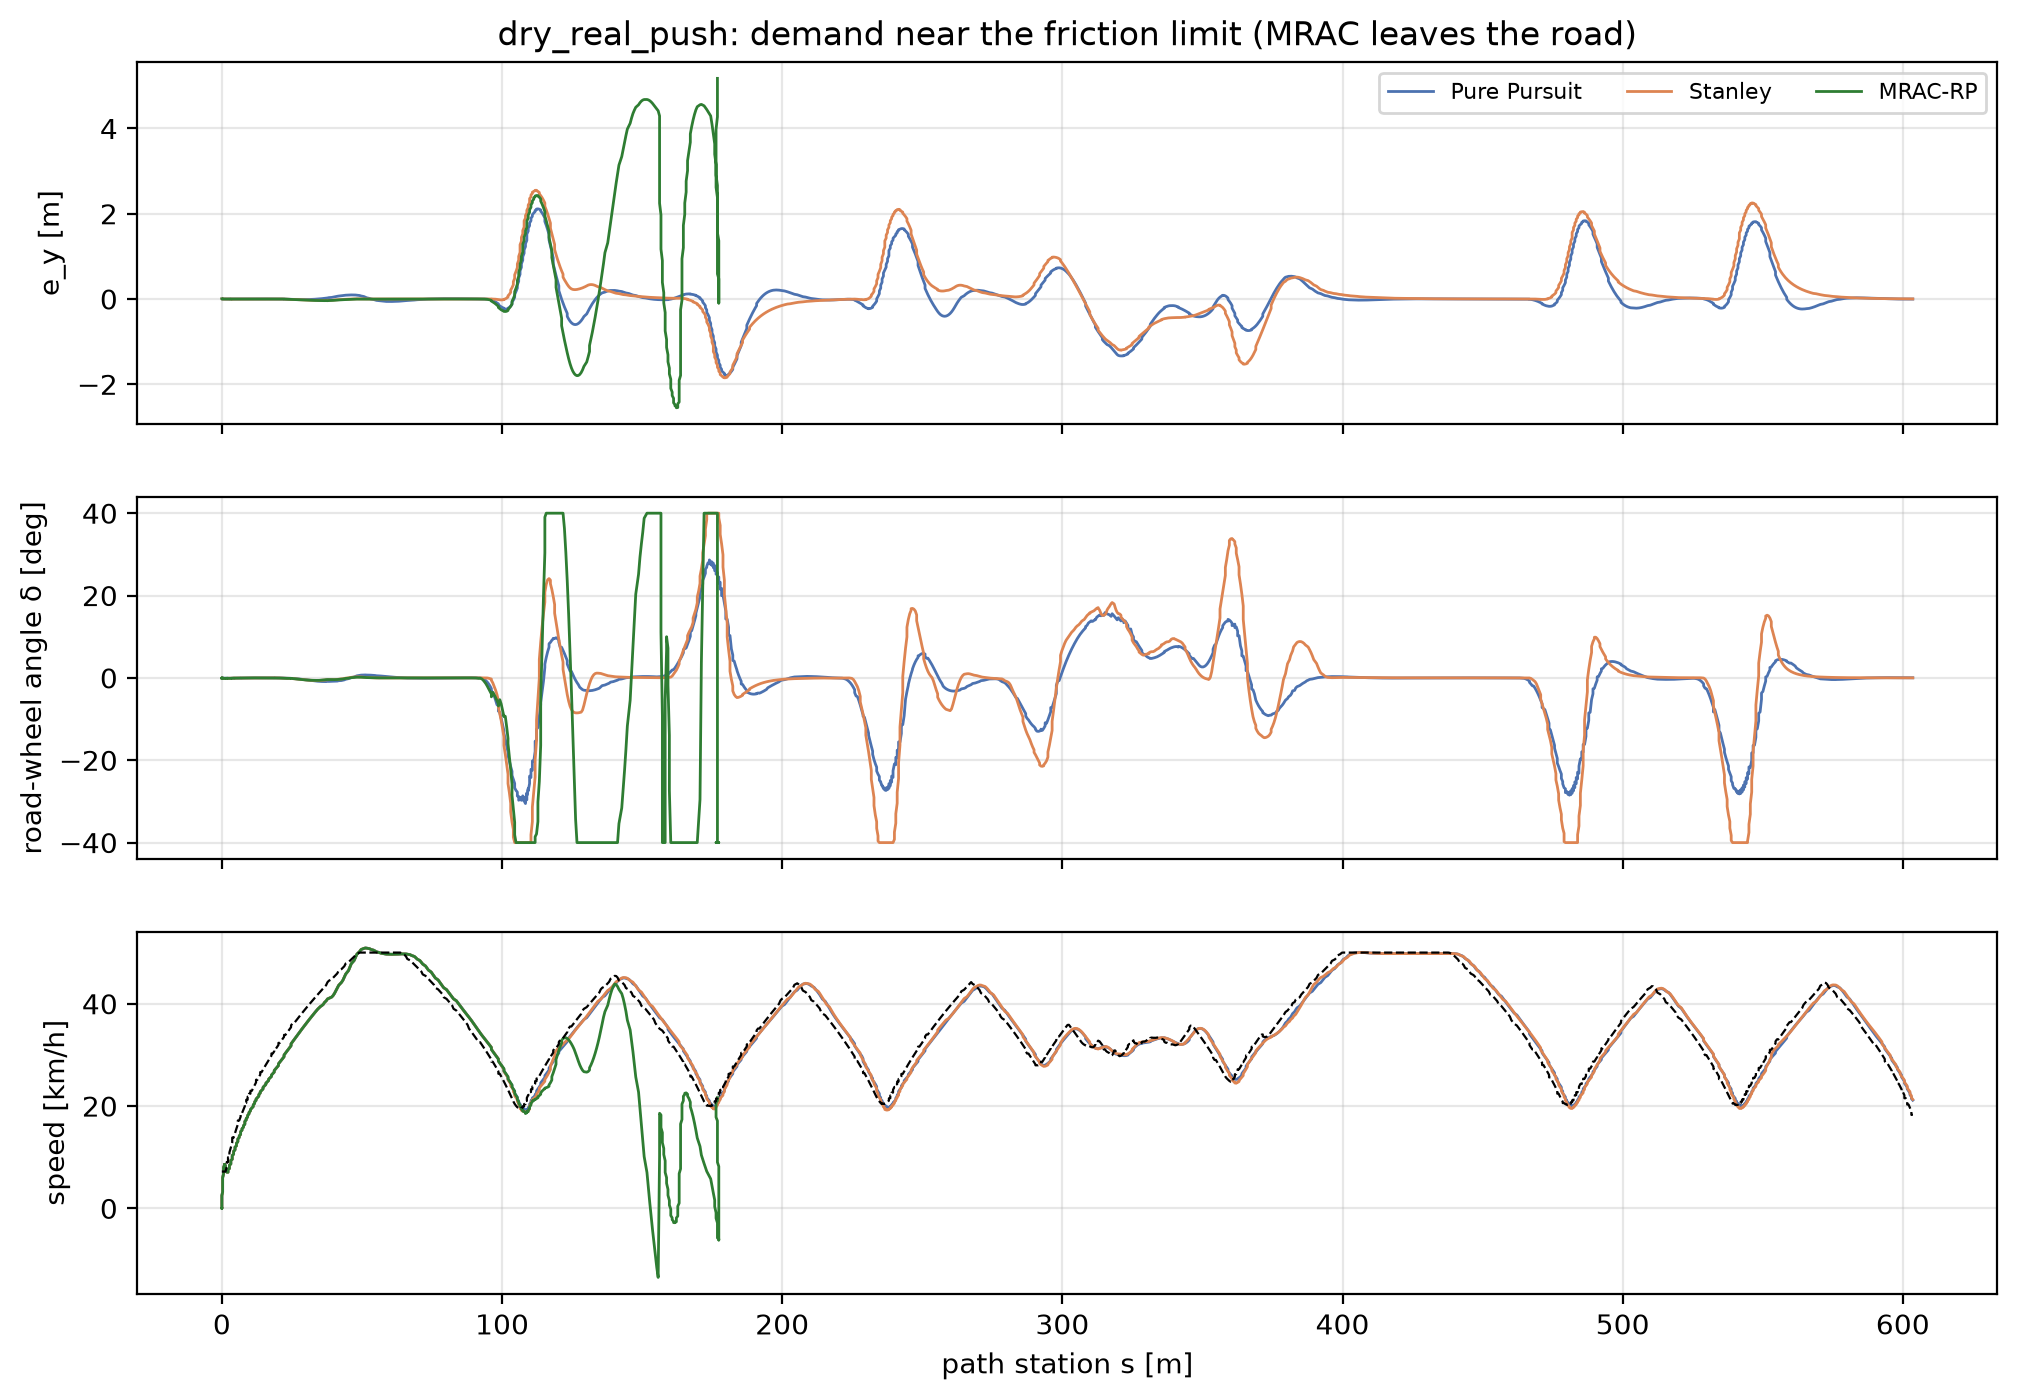 dry_real_push: demand near the friction limit (MRAC leaves the road)
Pure Pursuit Stanley MRAC-RP
e_y [m]
4
2
0
−2
road-wheel angle δ [deg]
40
20
0
−20
−40
speed [km/h]
40
20
0
0 100 200 300 400 500 600
path station s [m]